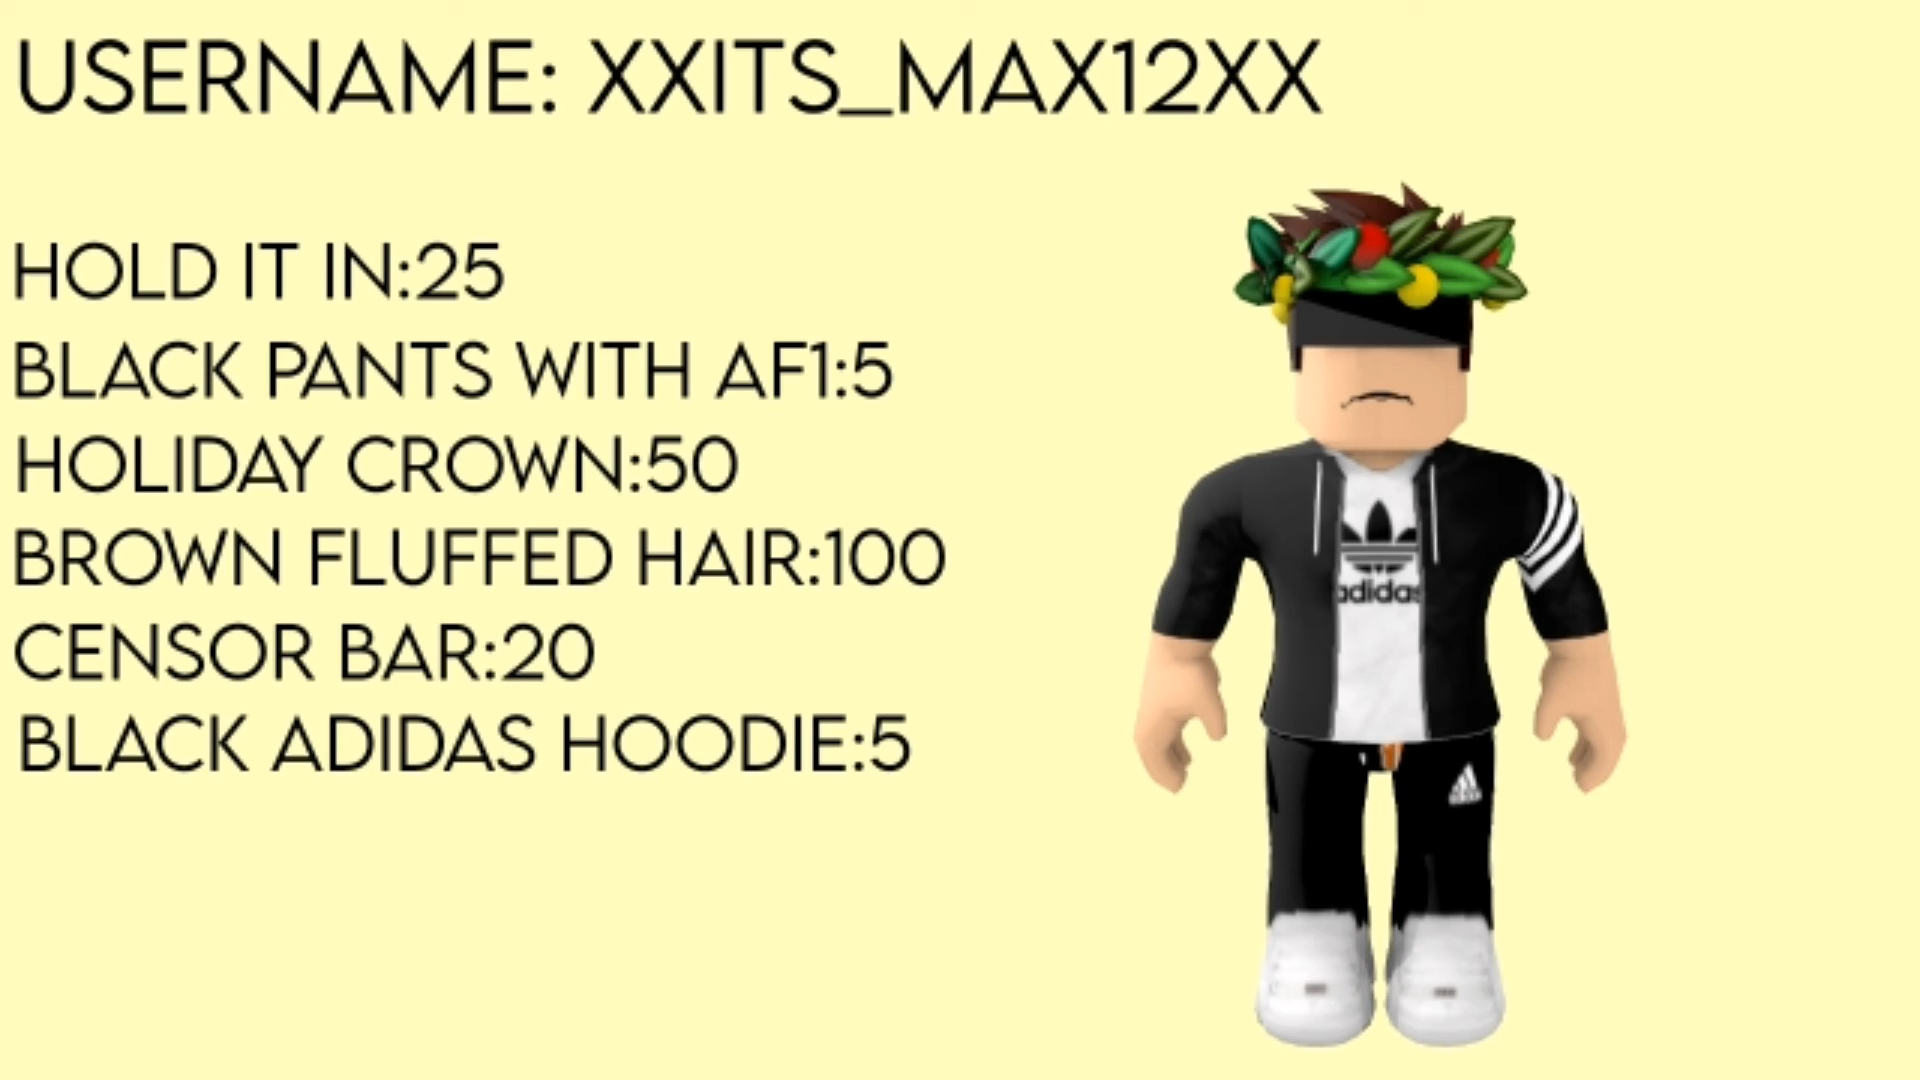 USERNAME: XXITS_MAX12XX
HOLD IT IN:25
BLACK PANTS WITH AF1:5
HOLIDAY CROWN:50
BROWN FLUFFED HAIR:100
CENSOR BAR:20
BLACK ADIDAS HOODIE:5
adidas